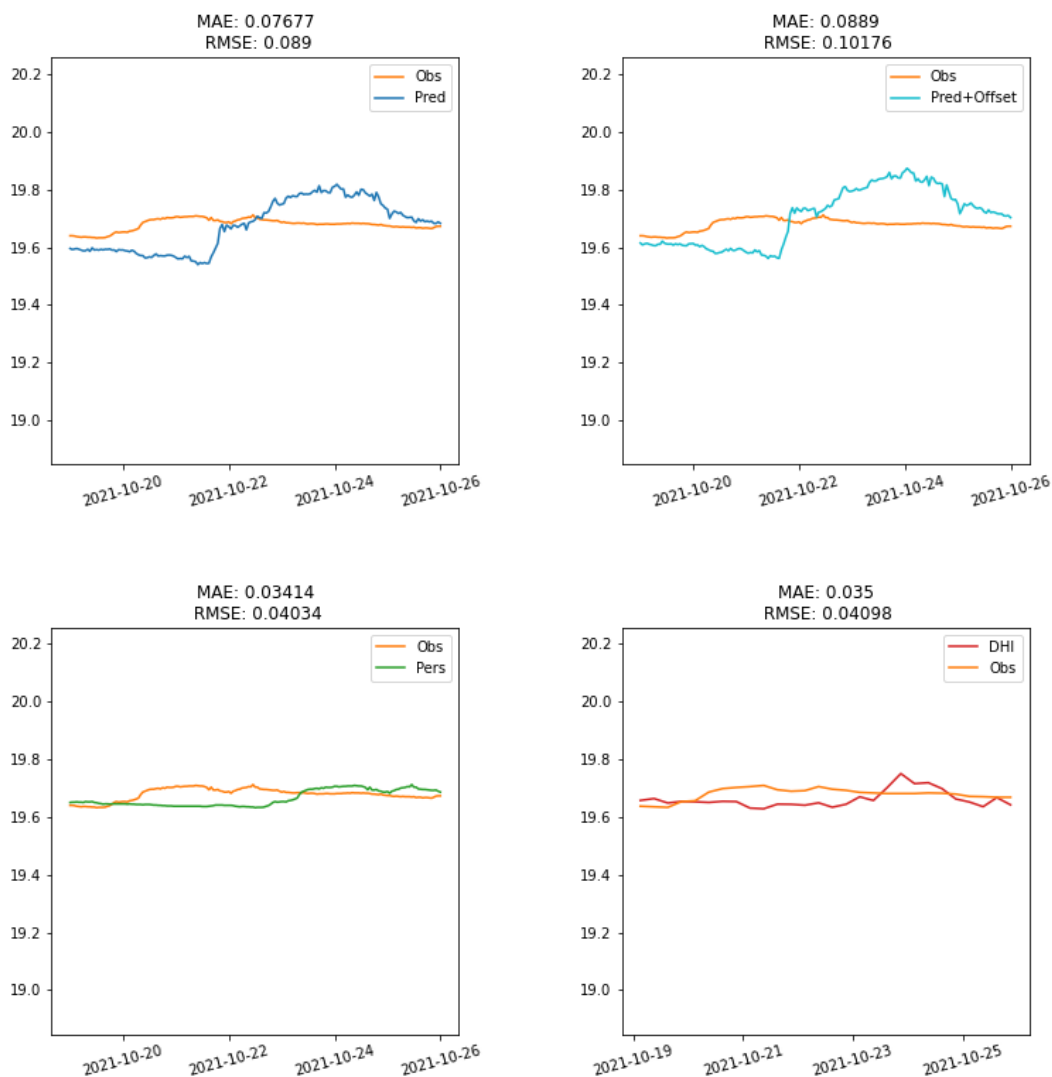 MAE: 0.07677
RMSE: 0.089
20.2
20.0
19.8
19.6
19.4
19.2
19.0
Obs
Pred
2021-10-20
2021-10-22
2021-10-24
2021-10-26
MAE: 0.0889
RMSE: 0.10176
20.2
20.0
19.8
19.6
19.4
19.2
19.0
Obs
Pred+Offset
2021-10-20
2021-10-22
2021-10-24
2021-10-26
MAE: 0.03414
RMSE: 0.04034
20.2
20.0
19.8
19.6
19.4
19.2
19.0
Obs
Pers
2021-10-20
2021-10-22
2021-10-24
2021-10-26
MAE: 0.035
RMSE: 0.04098
20.2
20.0
19.8
19.6
19.4
19.2
19.0
DHI
Obs
2021-10-19
2021-10-21
2021-10-23
2021-10-25